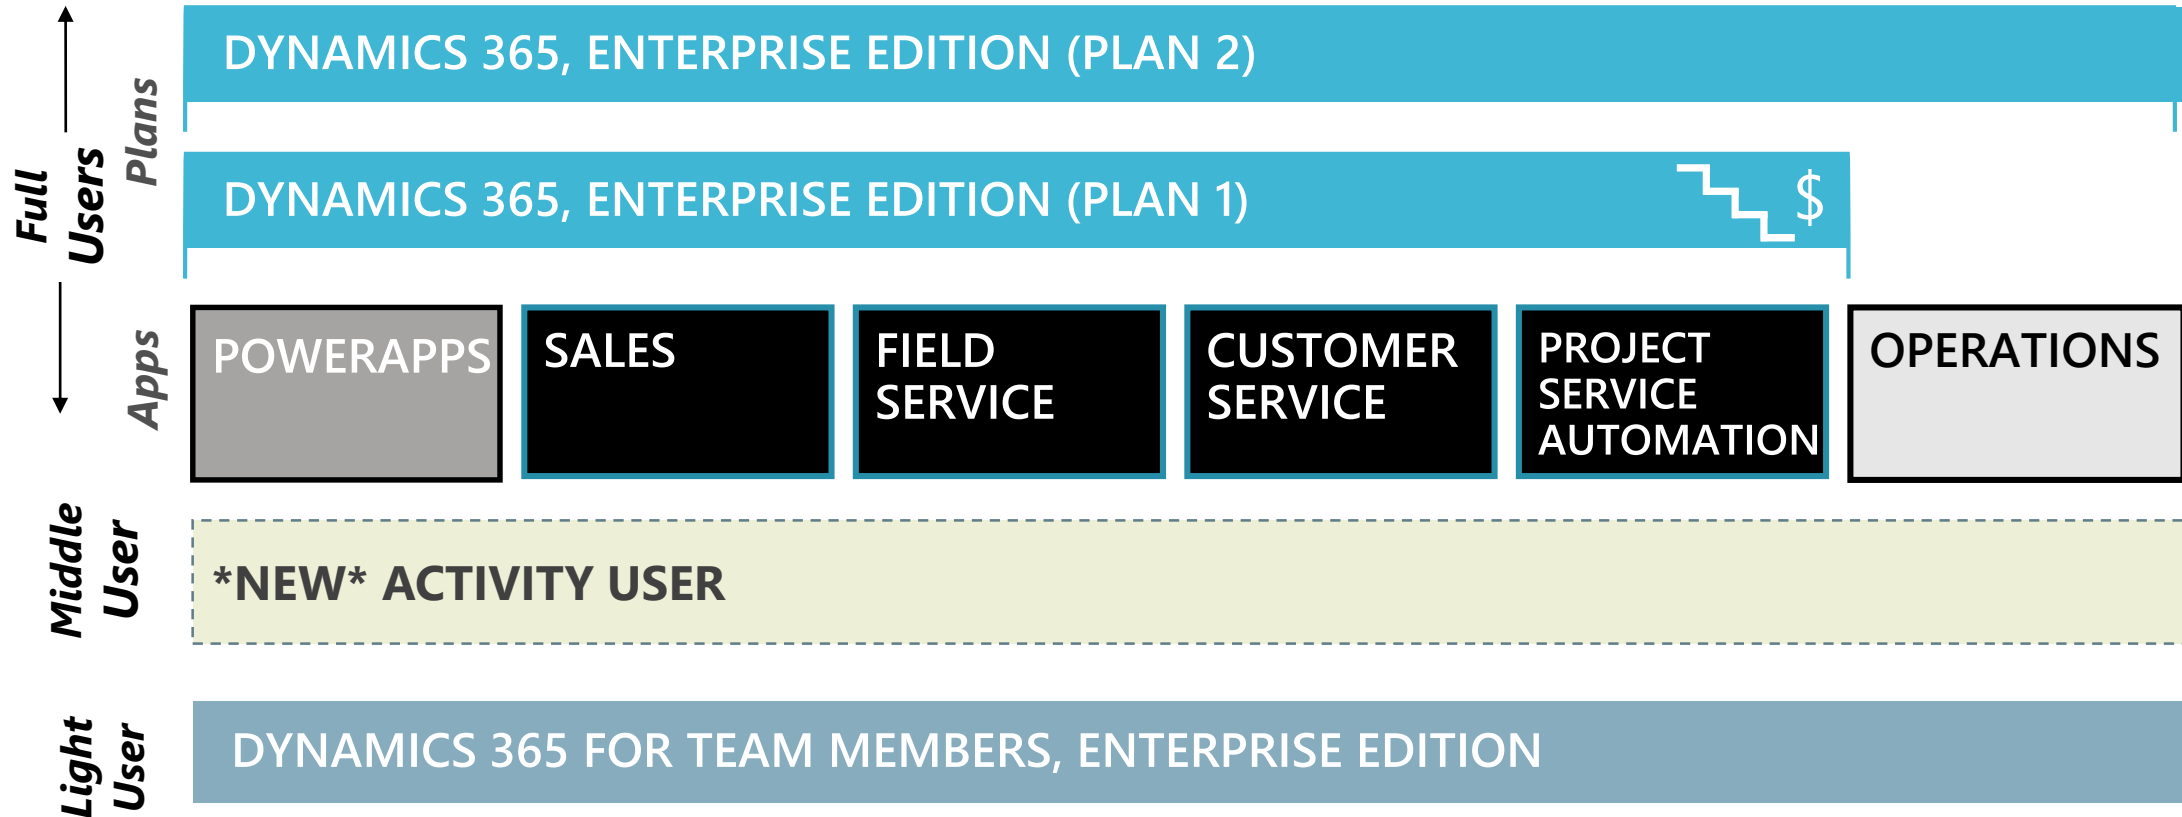 Full
Users
Plans
DYNAMICS 365, ENTERPRISE EDITION (PLAN 2)
DYNAMICS 365, ENTERPRISE EDITION (PLAN 1)
$
Apps
POWERAPPS
SALES
FIELD
SERVICE
CUSTOMER
SERVICE
PROJECT
SERVICE
AUTOMATION
OPERATIONS
Middle
User
*NEW* ACTIVITY USER
Light
User
DYNAMICS 365 FOR TEAM MEMBERS, ENTERPRISE EDITION